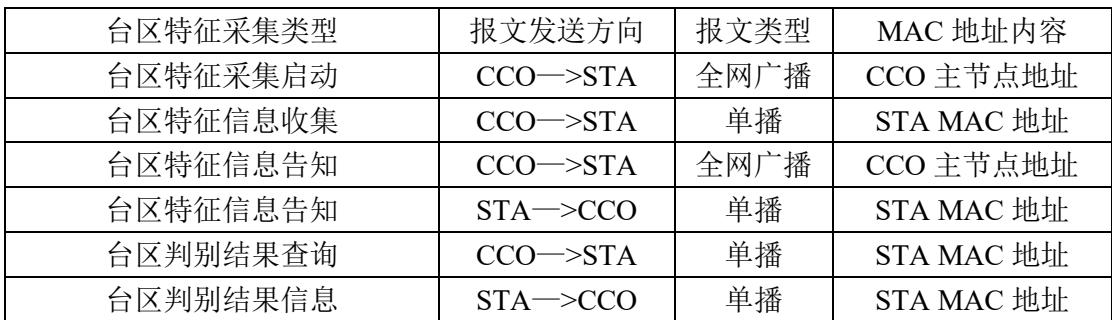 台区特征采集类型 报文发送方向 报文类型 MAC 地址内容
台区特征采集启动 CCO—>STA 全网广播 CCO 主节点地址
台区特征信息收集 CCO—>STA 单播 STA MAC 地址
台区特征信息告知 CCO—>STA 全网广播 CCO 主节点地址
台区特征信息告知 STA—>CCO 单播 STA MAC 地址
台区判别结果查询 CCO—>STA 单播 STA MAC 地址
台区判别结果信息 STA—>CCO 单播 STA MAC 地址